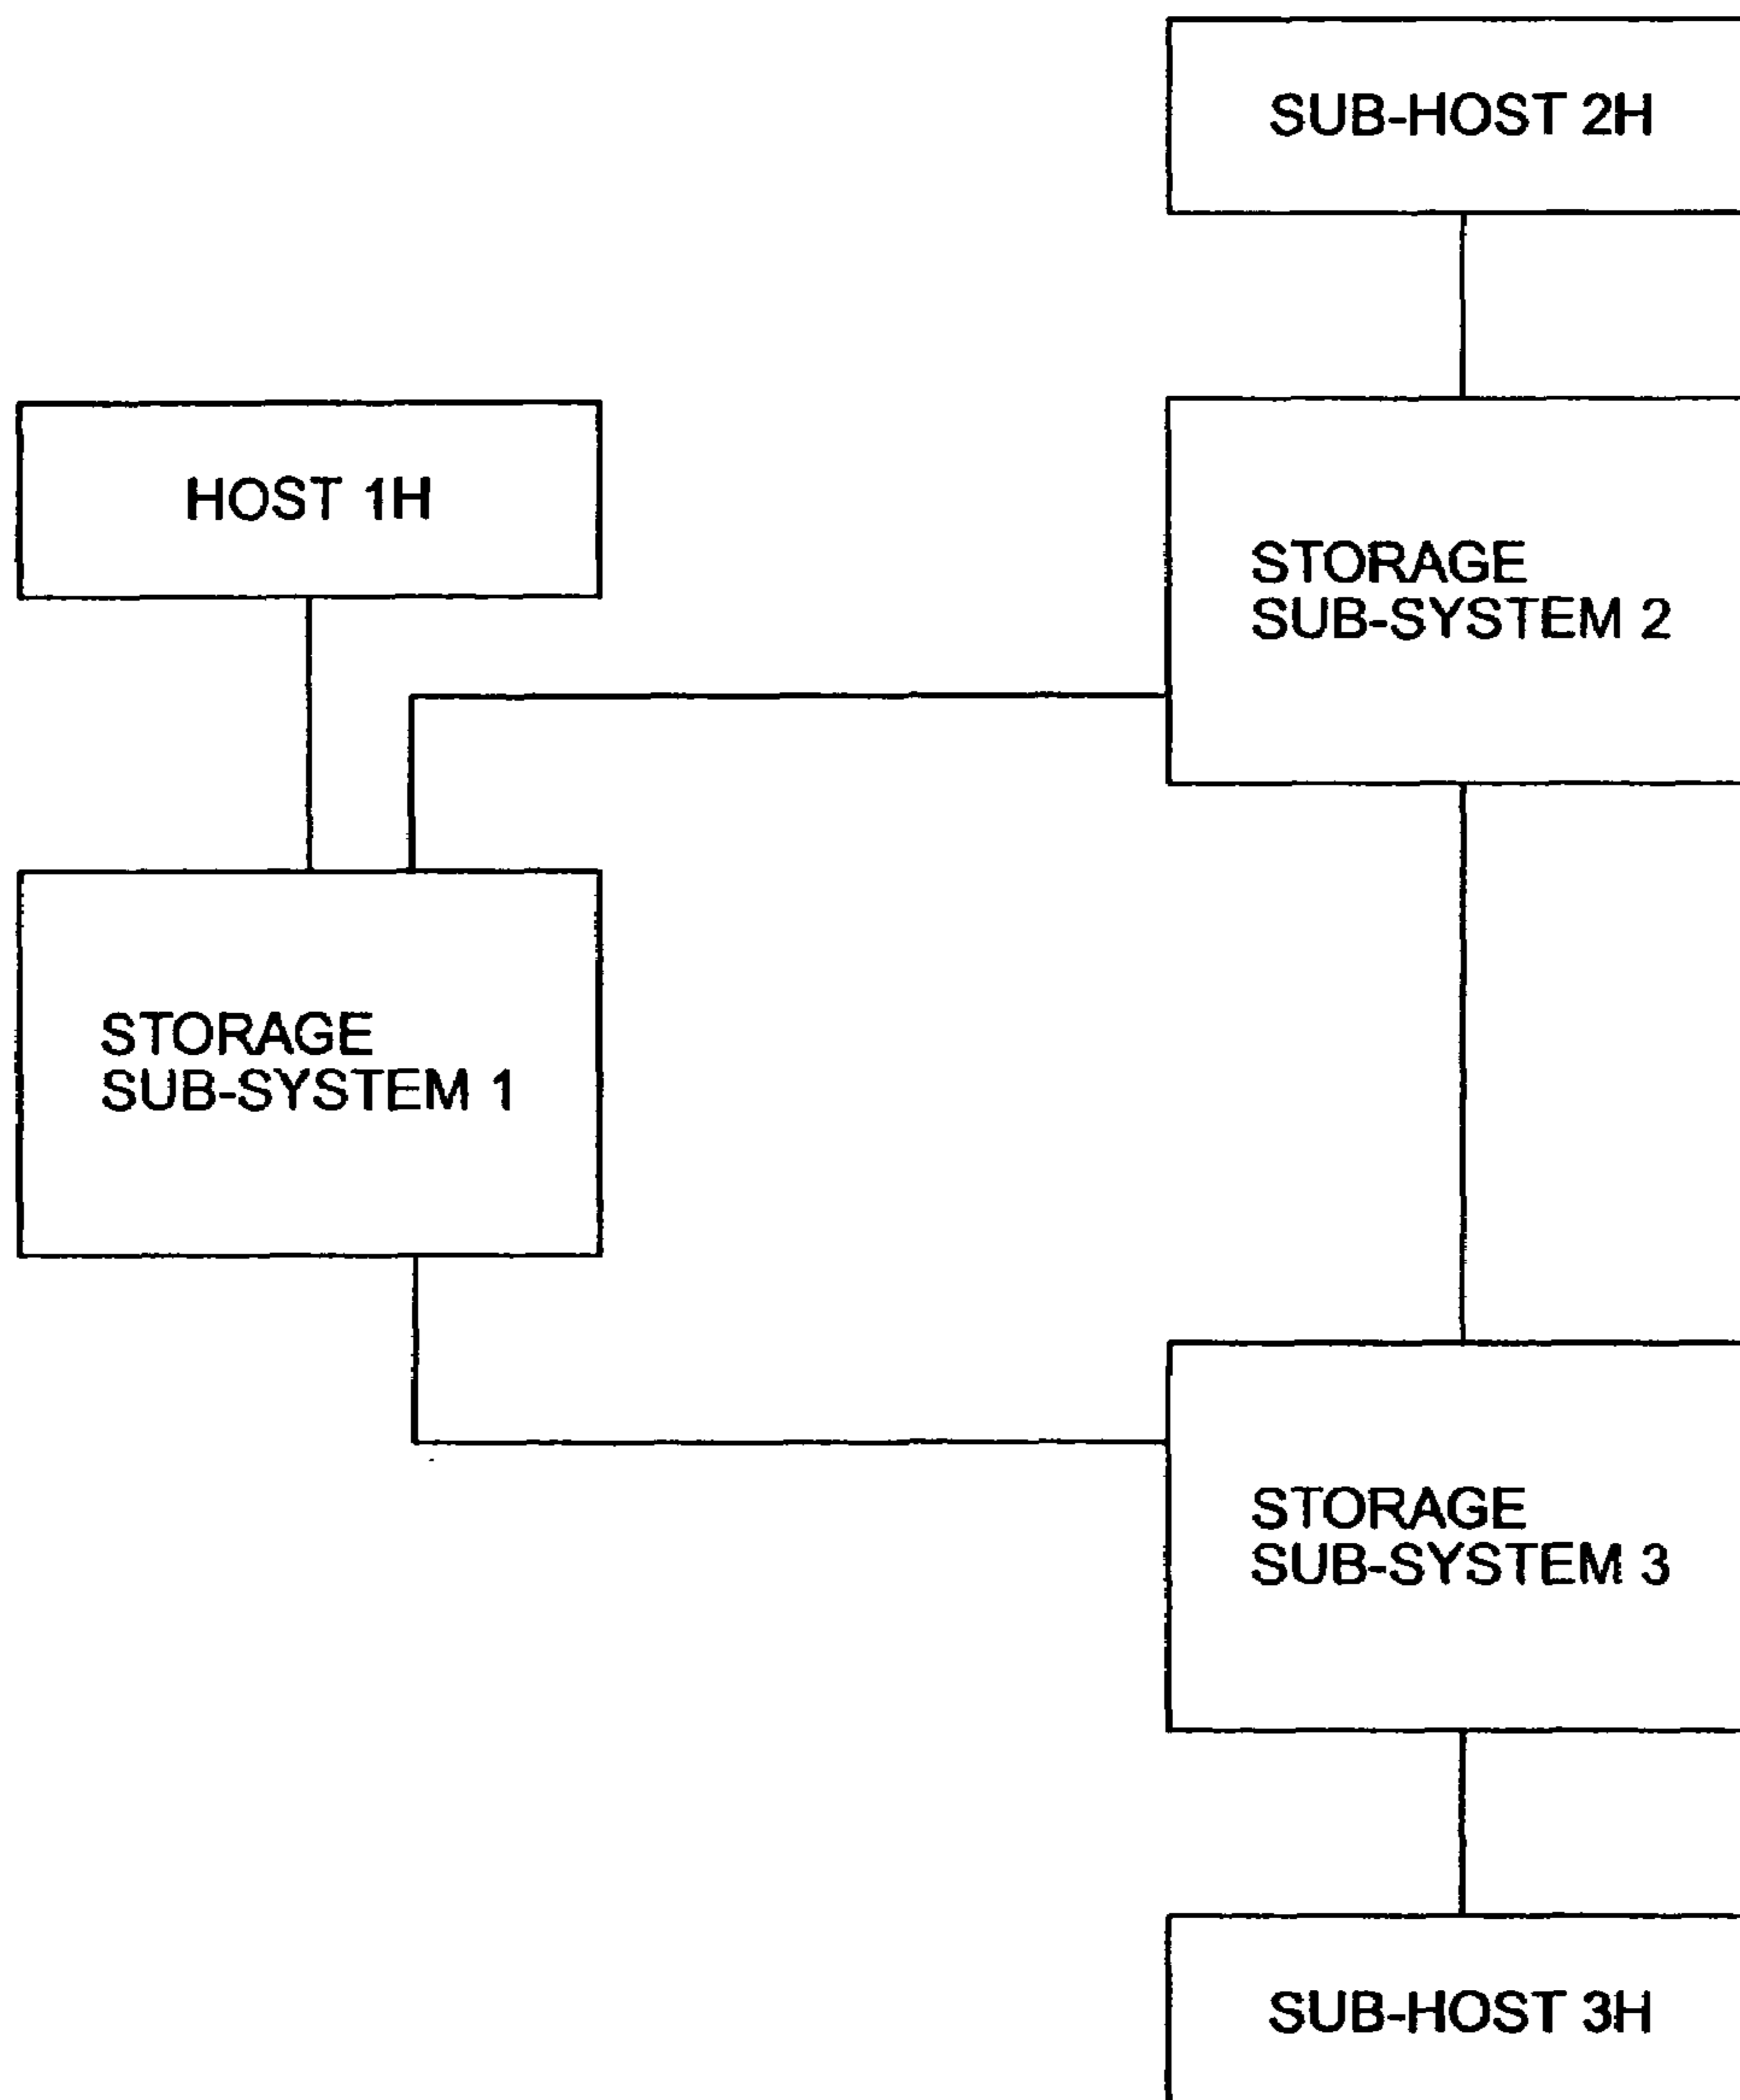 SUB-HOST 2H
HOST 1H
STORAGE
SUB-SYSTEM 2
STORAGE
SUB-SYSTEM 1
STORAGE
SUB-SYSTEM 3
SUB-HOST 3H